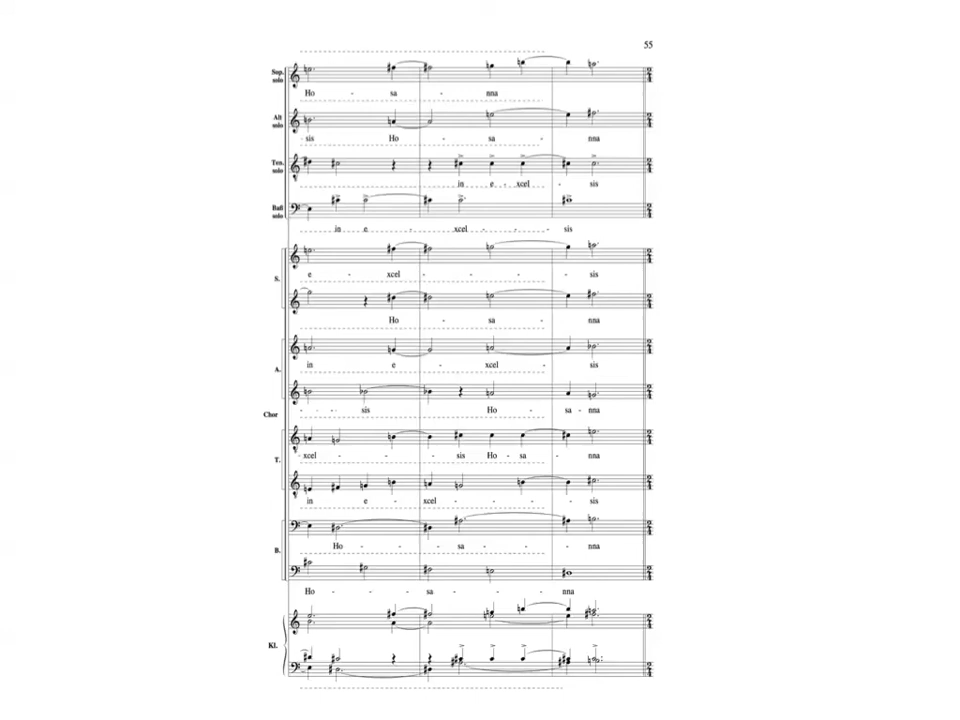 55
Sop. solo
Ho - sa - nna
Alt solo
- sis Ho - sa - nna
Ten. solo
in e - xcel - sis
Baß solo
in e - xcel - - sis
S.
e - xcel - - - sis
Ho - sa - nna
A.
in e - xcel - sis
- - sis Ho - sa - nna
Chor
T.
xcel - - - sis Ho - sa - nna
in e - xcel - - - sis
B.
Ho - - - sa - - - nna
Ho - - - sa - - - nna
Kl.